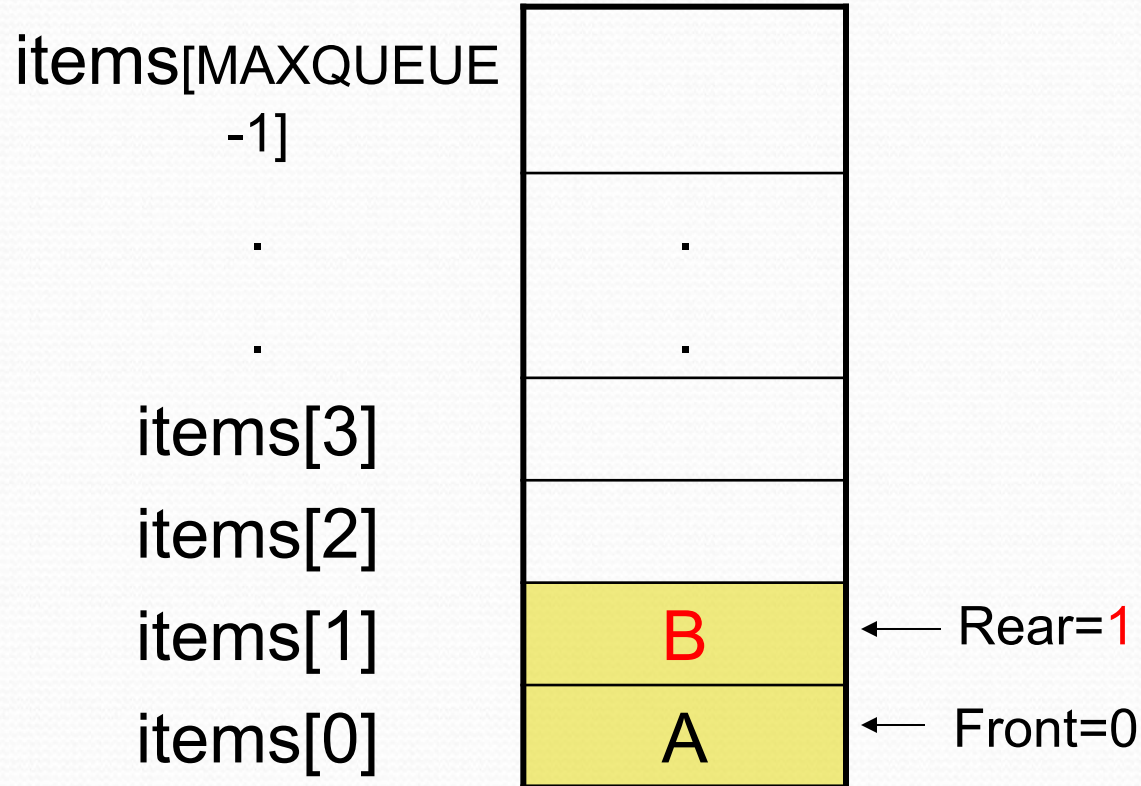 items[MAXQUEUE
-1]
. .
. .
items[3]
items[2]
items[1] B Rear=1
items[0] A Front=0